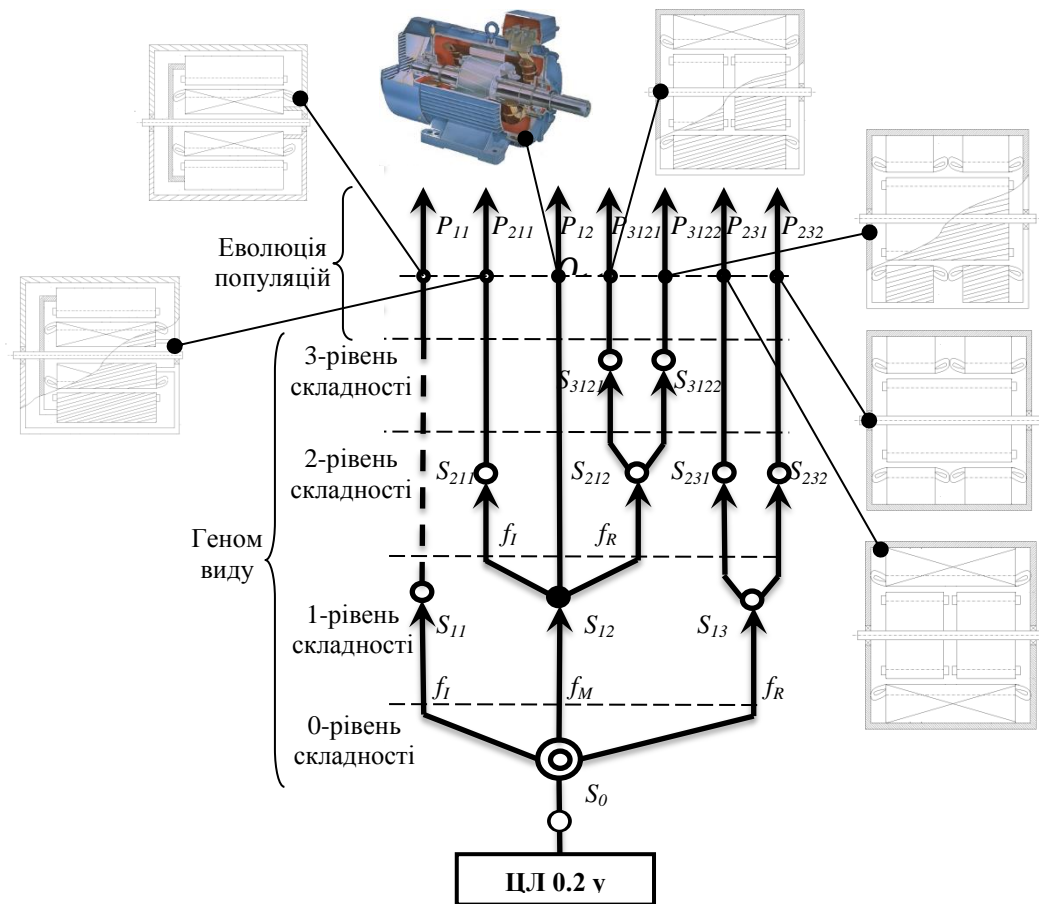 P11 P211 P12 P3121 P3122 P231 P232
Еволюція
популяцій
O
3-рівень
складності
S3121 S3122
2-рівень
складності
S211 S212 S231 S232
Геном
виду
fI fR
1-рівень
складності
S11 S12 S13
fI fM fR
0-рівень
складності
S0
ЦЛ 0.2 у